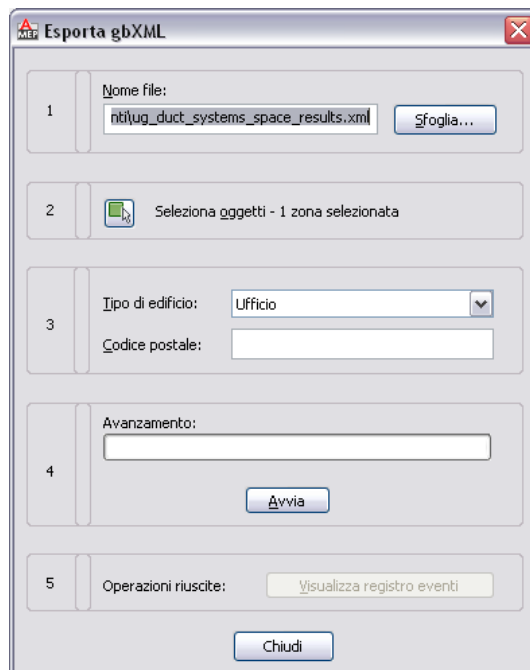 MEP Esporta gbXML
1
Nome file:
nti\ug_duct_systems_space_results.xml
Sfoglia...
2
Seleziona oggetti - 1 zona selezionata
3
Tipo di edificio:
Ufficio
Codice postale:
4
Avanzamento:
Avvia
5
Operazioni riuscite:
Visualizza registro eventi
Chiudi